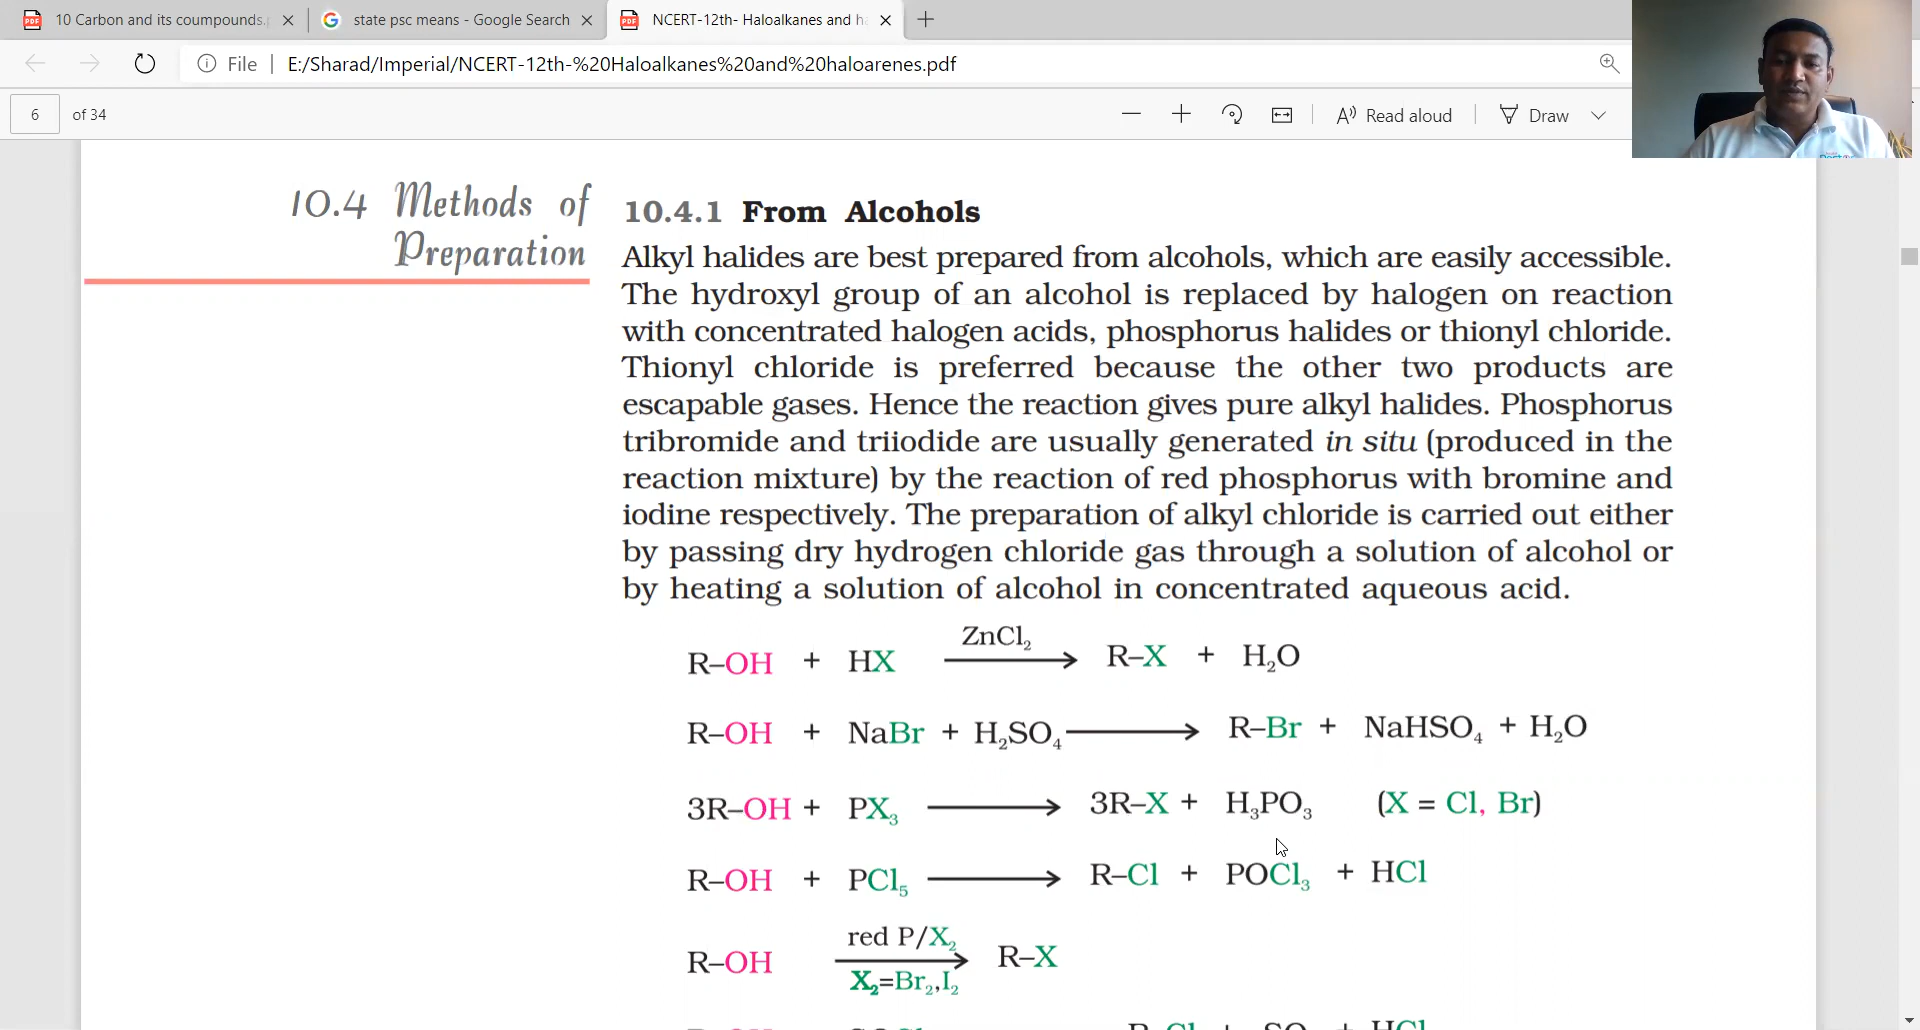 10 Carbon and its coumpounds.
state psc means - Google Search
NCERT-12th- Haloalkanes and ha
File
E:/Sharad/Imperial/NCERT-12th-%20Haloalkanes%20and%20haloarenes.pdf
6 of 34
Read aloud
Draw
10.4 Methods of
Preparation
10.4.1 From Alcohols
Alkyl halides are best prepared from alcohols, which are easily accessible.
The hydroxyl group of an alcohol is replaced by halogen on reaction
with concentrated halogen acids, phosphorus halides or thionyl chloride.
Thionyl chloride is preferred because the other two products are
escapable gases. Hence the reaction gives pure alkyl halides. Phosphorus
tribromide and triiodide are usually generated in situ (produced in the
reaction mixture) by the reaction of red phosphorus with bromine and
iodine respectively. The preparation of alkyl chloride is carried out either
by passing dry hydrogen chloride gas through a solution of alcohol or
by heating a solution of alcohol in concentrated aqueous acid.
ZnCl₂
R–OH + HX → R–X + H₂O
R–OH + NaBr + H₂SO₄ → R–Br + NaHSO₄ + H₂O
3R–OH + PX₃ → 3R–X + H₃PO₃ (X = Cl, Br)
R–OH + PCl₅ → R–Cl + POCl₃ + HCl
red P/X₂
R–OH → R–X
X₂=Br₂,I₂